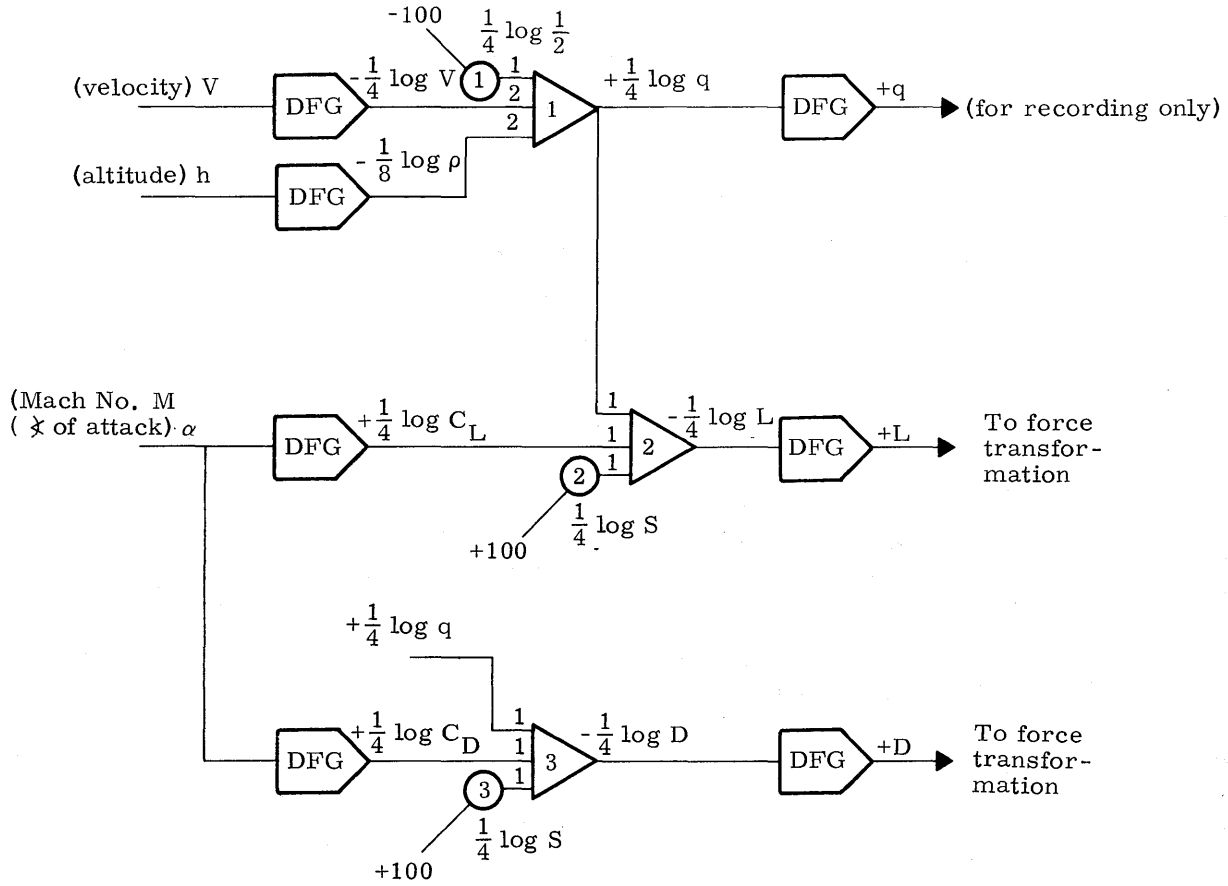 -100
1/4 log 1/2
(velocity) V
DFG
- 1/4 log V
1
1
2
2
1
+ 1/4 log q
DFG
+q
(for recording only)
(altitude) h
DFG
- 1/8 log ρ
(Mach No. M
( ∢ of attack) α
DFG
+ 1/4 log C_L
1
1
1
2
2
+100
1/4 log S
- 1/4 log L
DFG
+L
To force
transfor-
mation
+ 1/4 log q
DFG
+ 1/4 log C_D
1
1
1
3
3
+100
1/4 log S
- 1/4 log D
DFG
+D
To force
transfor-
mation